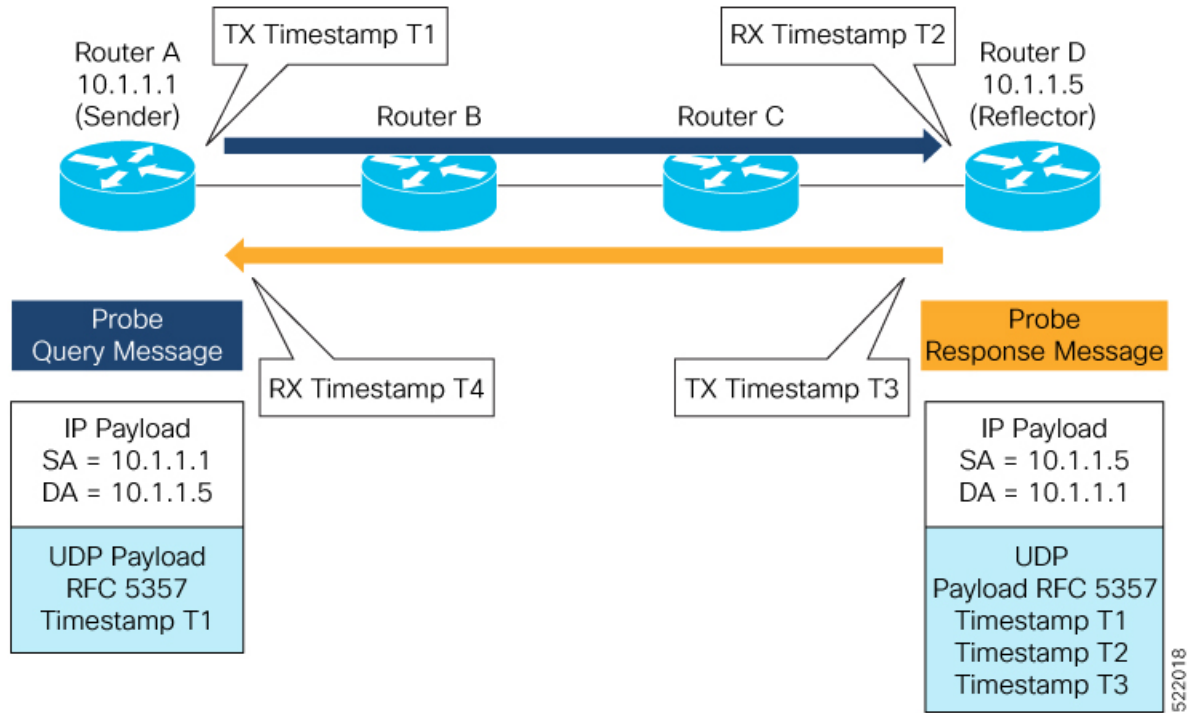 TX Timestamp T1
RX Timestamp T2
Router A
10.1.1.1
(Sender)
Router B
Router C
Router D
10.1.1.5
(Reflector)
Probe
Query Message
RX Timestamp T4
TX Timestamp T3
Probe
Response Message
IP Payload
SA = 10.1.1.1
DA = 10.1.1.5
UDP Payload
RFC 5357
Timestamp T1
IP Payload
SA = 10.1.1.5
DA = 10.1.1.1
UDP
Payload RFC 5357
Timestamp T1
Timestamp T2
Timestamp T3
522018